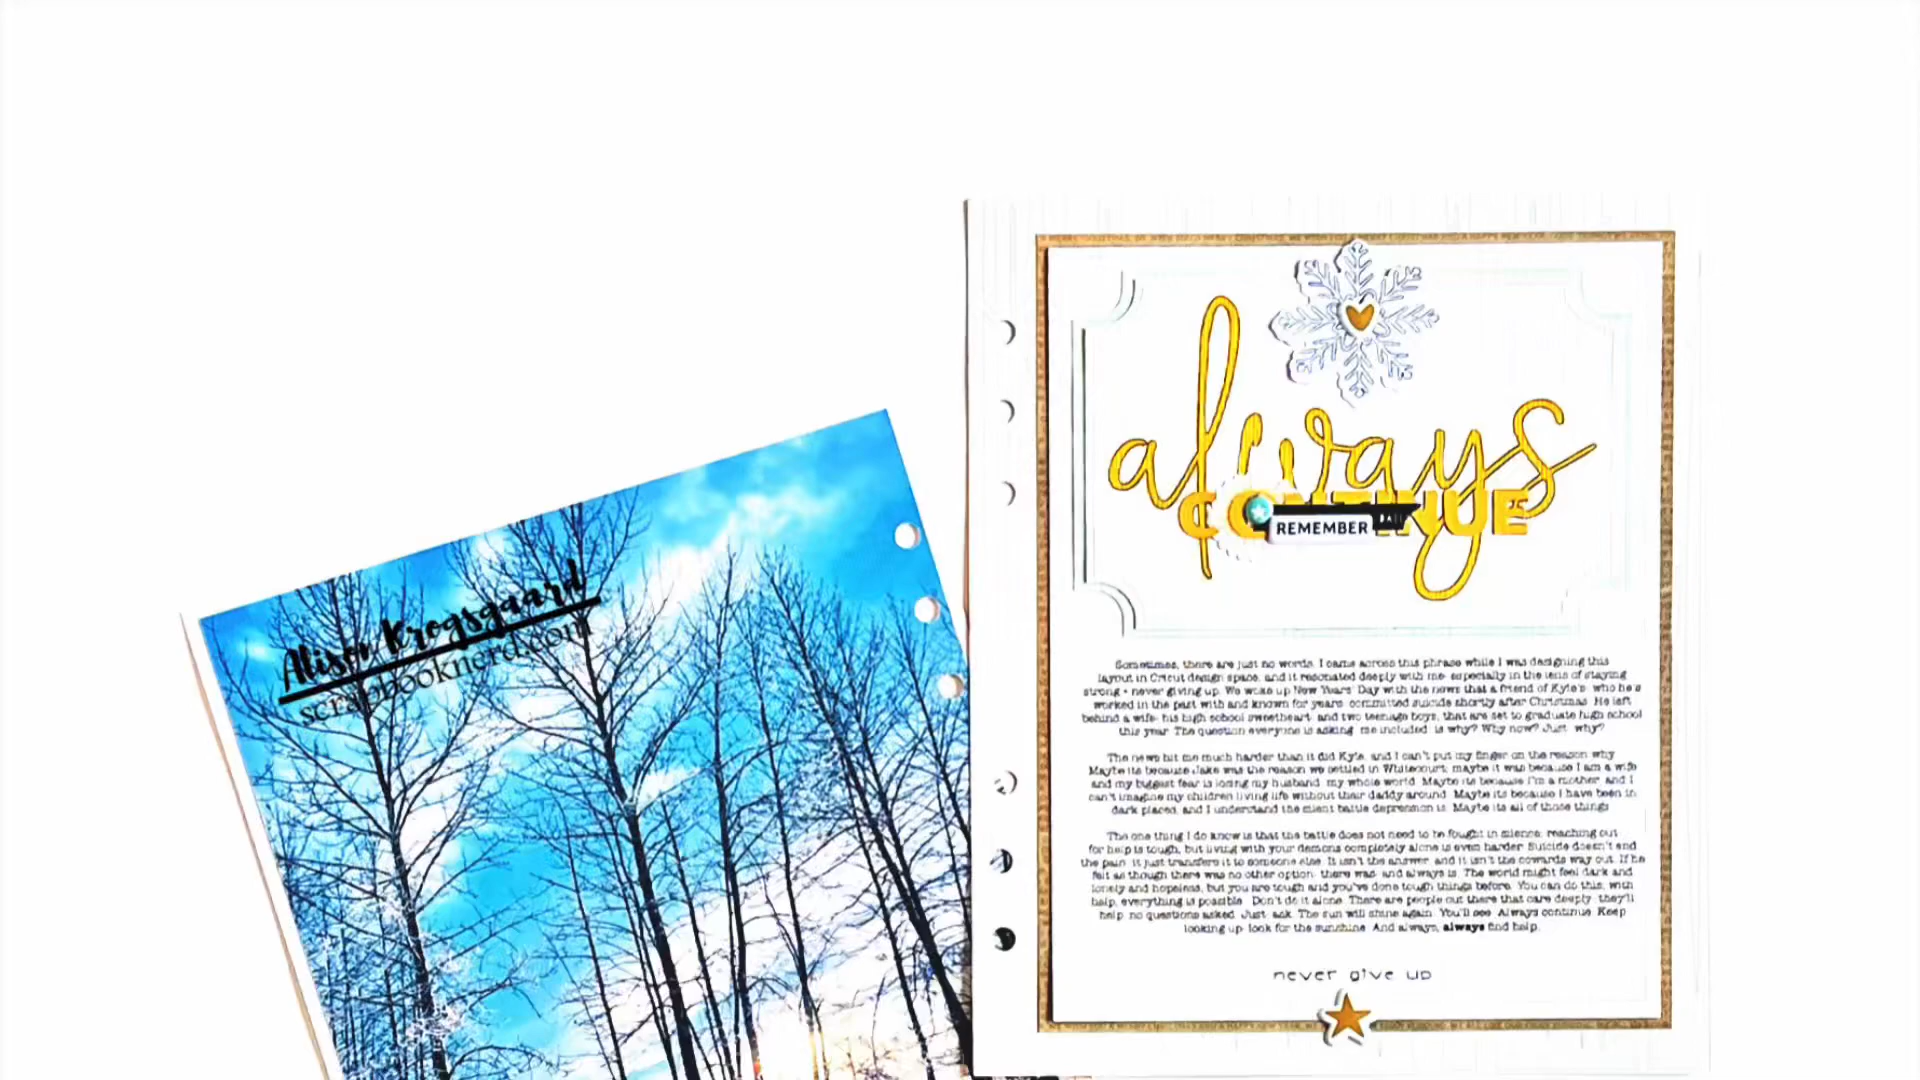 Alison Krogsgaard
scrapbooknerd.com
always
CONTINUE
REMEMBER
Sometimes, there are just no words. I came across this phrase while I was designing this
layout in Cricut design space, and it resonated deeply with me especially in the lens of staying
strong + never giving up. We woke up New Years' Day with the news that a friend of Kyle's who he's
worked in the past with and known for years committed suicide shortly after Christmas. He left
behind a wife his high school sweetheart and two teenage boys, that are set to graduate high school
this year. The question everyone is asking me included is why? Why now? Just why?
The news hit me much harder than it did Kyle, and I can't put my finger on the reason why
Maybe its because Jake was the reason we settled in Whitecourt, maybe it was because I am a wife
and my biggest fear is losing my husband my whole world. Maybe its because I'm a mother and I
can't imagine my children living life without their daddy around. Maybe its because I have been in
dark places, and I understand the silent battle depression is. Maybe its all of those things
The one thing I do know is that the battle does not need to be fought in silence, reaching out
for help is tough, but living with your demons completely alone is even harder. Suicide doesn't end
the pain it just transfers it to someone else. It isn't the answer, and it isn't the cowards way out. If he
felt as though there was no other option there was and always is. The world might feel dark and
lonely and hopeless, but you are tough and you've done tough things before. You can do this, with
help, everything is possible. Don't do it alone. There are people out there that care deeply they'll
help no questions asked. Just ask. The sun will shine again. You'll see. Always continue. Keep
looking up look for the sunshine. And always, always find help.
never give up